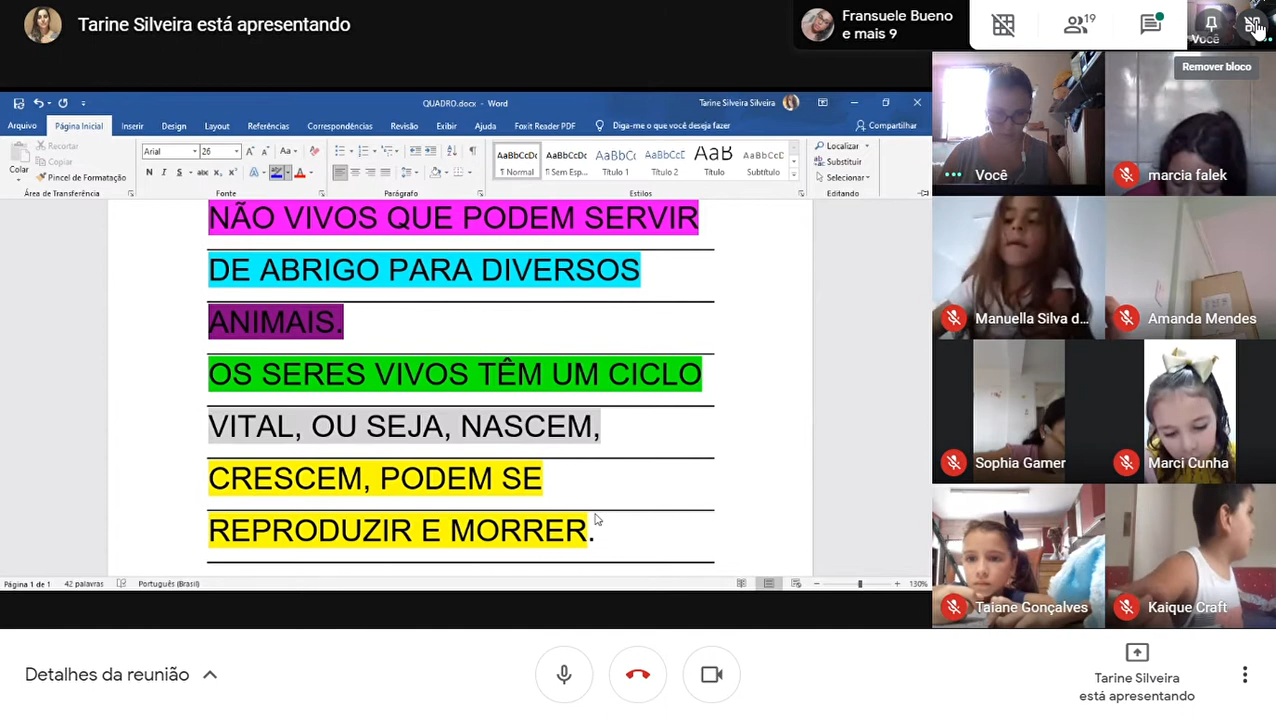 Tarine Silveira está apresentando
Fransuele Bueno
e mais 9
19
Você
Remover bloco
QUADRO.docx - Word
Tarine Silveira Silveira
Arquivo
Página Inicial
Inserir
Design
Layout
Referências
Correspondências
Revisão
Exibir
Ajuda
Foxit Reader PDF
Diga-me o que você deseja fazer
Compartilhar
Colar
Recortar
Copiar
Pincel de Formatação
Área de Transferência
Arial
26
Aa
N I S abc x₂ x²
Fonte
Parágrafo
AaBbCcDc
¶ Normal
AaBbCcDc
¶ Sem Esp...
AaBbCc
Título 1
AaBbCcD
Título 2
AaB
Título
AaBbCcD
Subtítulo
Estilos
Localizar
Substituir
Selecionar
Editando
NÃO VIVOS QUE PODEM SERVIR
DE ABRIGO PARA DIVERSOS
ANIMAIS.
OS SERES VIVOS TÊM UM CICLO
VITAL, OU SEJA, NASCEM,
CRESCEM, PODEM SE
REPRODUZIR E MORRER.
Página 1 de 1
42 palavras
Português (Brasil)
130%
Você
marcia falek
Manuella Silva d...
Amanda Mendes
Sophia Gamer
Marci Cunha
Taiane Gonçalves
Kaique Craft
Detalhes da reunião
Tarine Silveira
está apresentando